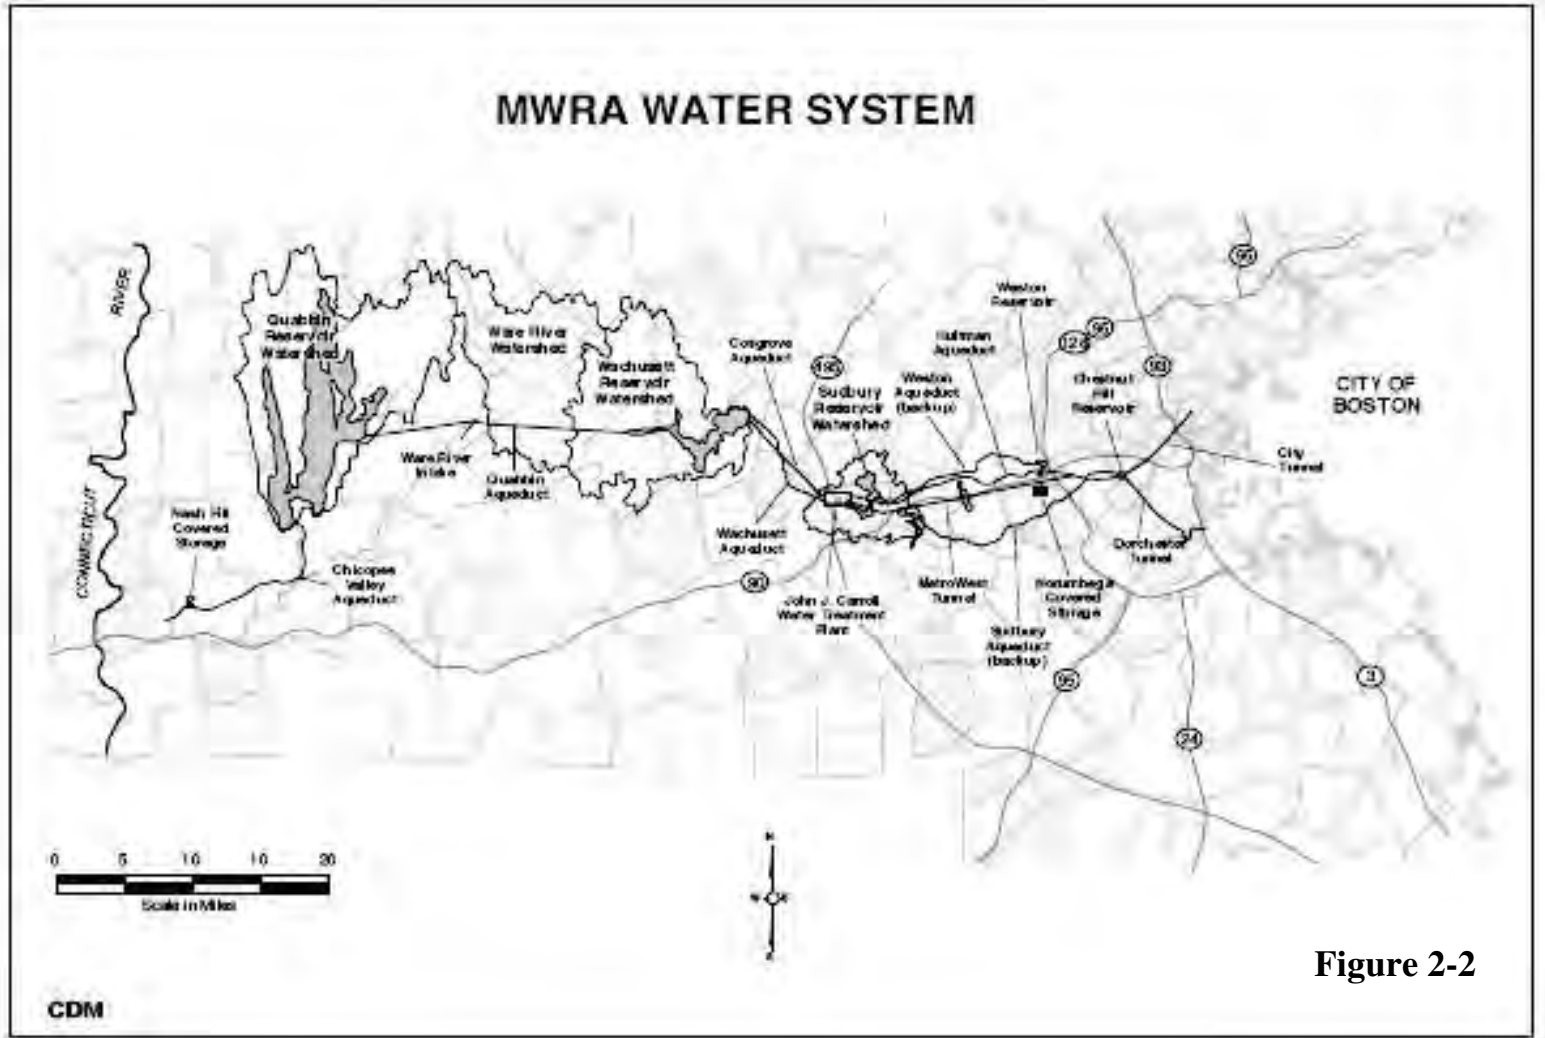 MWRA WATER SYSTEM
RIVER
CONNECTICUT
Quabbin
Reservoir
Watershed
Ware River
Watershed
Wachusett
Reservoir
Watershed
Cosgrove
Aqueduct
495
Sudbury
Reservoir
Watershed
Weston
Aqueduct
(backup)
Hultman
Aqueduct
Weston
Reservoir
95
128
95
93
Chestnut
Hill
Reservoir
CITY OF
BOSTON
City
Tunnel
Ware River
Intake
Quabbin
Aqueduct
Nash Hill
Covered
Storage
Chicopee
Valley
Aqueduct
Wachusett
Aqueduct
90
John J. Carroll
Water Treatment
Plant
MetroWest
Tunnel
Sudbury
Aqueduct
(backup)
Norumbega
Covered
Storage
Dorchester
Tunnel
95
24
3
0 5 10 10 20
Scale in Miles
N
W E
S
Figure 2-2
CDM